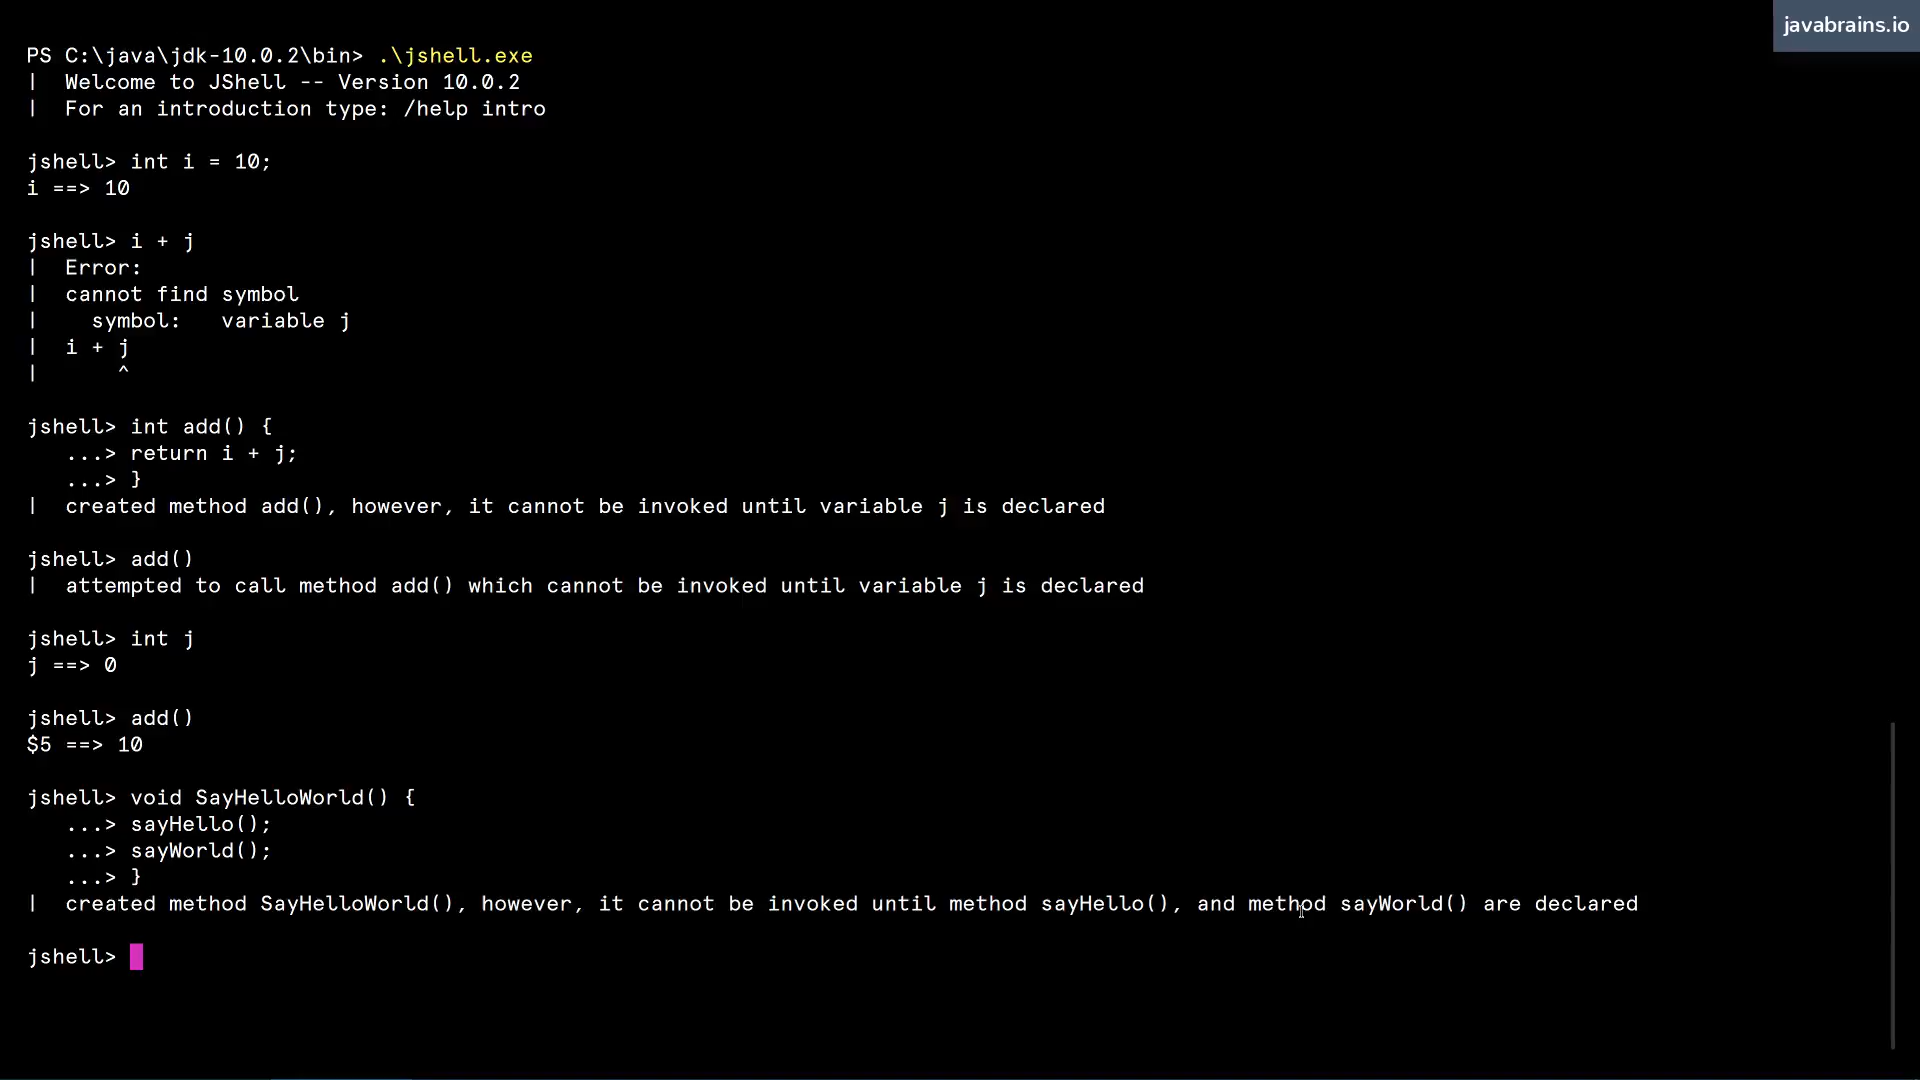 javabrains.io
PS C:\java\jdk-10.0.2\bin> .\jshell.exe
|  Welcome to JShell -- Version 10.0.2
|  For an introduction type: /help intro
jshell> int i = 10;
i ==> 10
jshell> i + j
|  Error:
|  cannot find symbol
|    symbol:   variable j
|  i + j
|      ^
jshell> int add() {
   ...> return i + j;
   ...> }
|  created method add(), however, it cannot be invoked until variable j is declared
jshell> add()
|  attempted to call method add() which cannot be invoked until variable j is declared
jshell> int j
j ==> 0
jshell> add()
$5 ==> 10
jshell> void SayHelloWorld() {
   ...> sayHello();
   ...> sayWorld();
   ...> }
|  created method SayHelloWorld(), however, it cannot be invoked until method sayHello(), and method sayWorld() are declared
jshell>